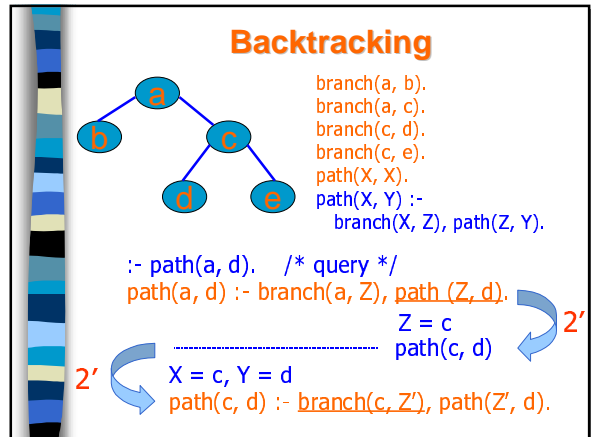 Backtracking
a
b
c
d
e
branch(a, b).
branch(a, c).
branch(c, d).
branch(c, e).
path(X, X).
path(X, Y) :-
branch(X, Z), path(Z, Y).
:- path(a, d). /* query */
path(a, d) :- branch(a, Z), path (Z, d).
2′
Z = c
path(c, d)
2′
X = c, Y = d
path(c, d) :- branch(c, Z′), path(Z′, d).